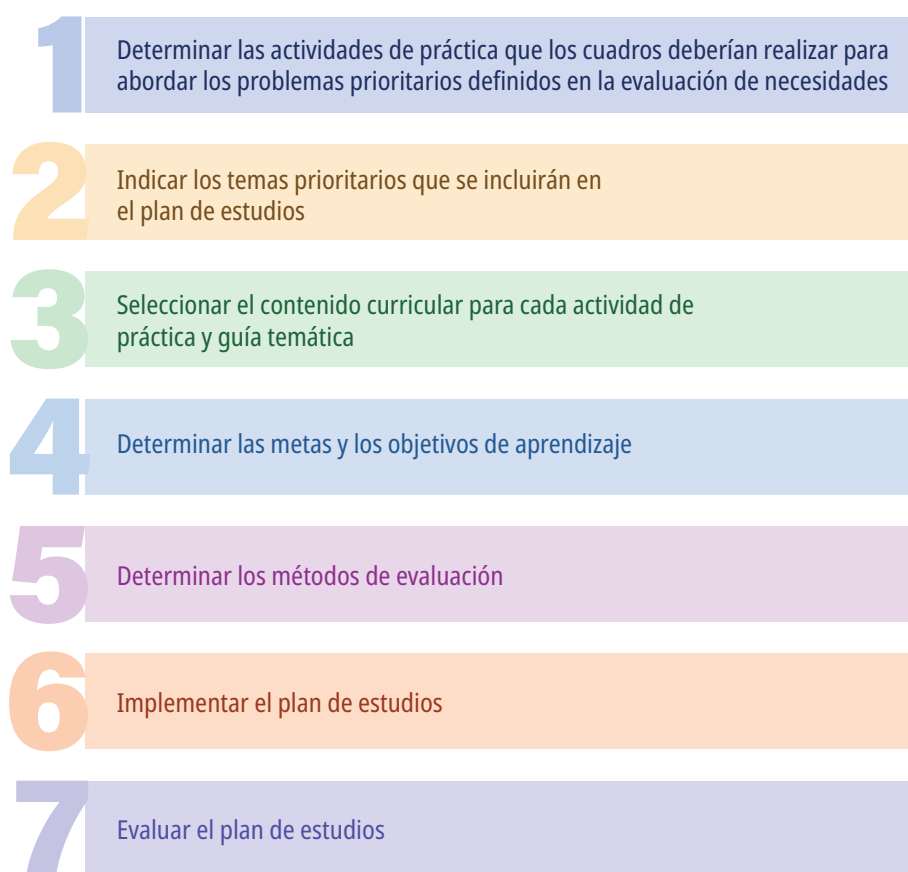 1
Determinar las actividades de práctica que los cuadros deberían realizar para
abordar los problemas prioritarios definidos en la evaluación de necesidades
2
Indicar los temas prioritarios que se incluirán en
el plan de estudios
3
Seleccionar el contenido curricular para cada actividad de
práctica y guía temática
4
Determinar las metas y los objetivos de aprendizaje
5
Determinar los métodos de evaluación
6
Implementar el plan de estudios
7
Evaluar el plan de estudios